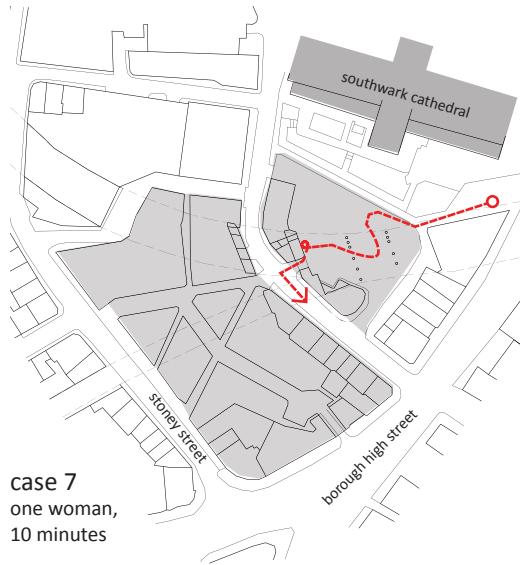 southwark cathedral
stoney street
borough high street
case 7
one woman,
10 minutes